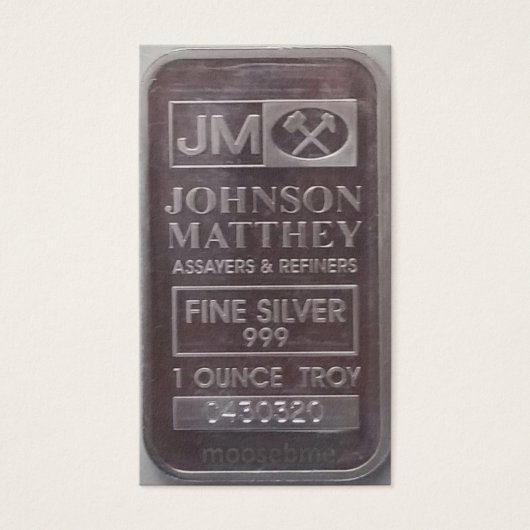 JM
JOHNSON
MATTHEY
ASSAYERS & REFINERS
FINE SILVER
999
1 OUNCE TROY
0430320
moosebme